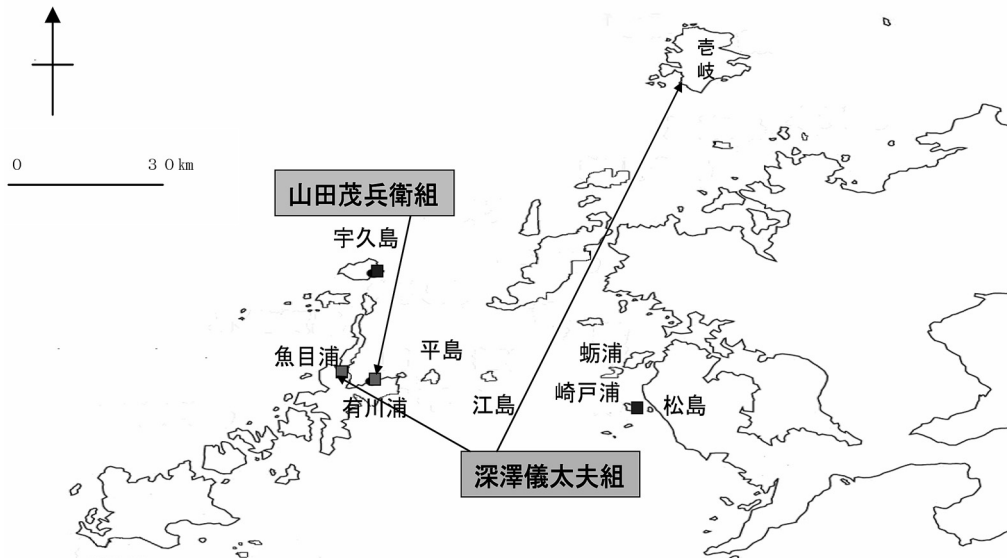 壱岐
0 30km
山田茂兵衛組
宇久島
魚目浦
平島
蛎浦
有川浦
江島
崎戸浦
松島
深澤儀太夫組